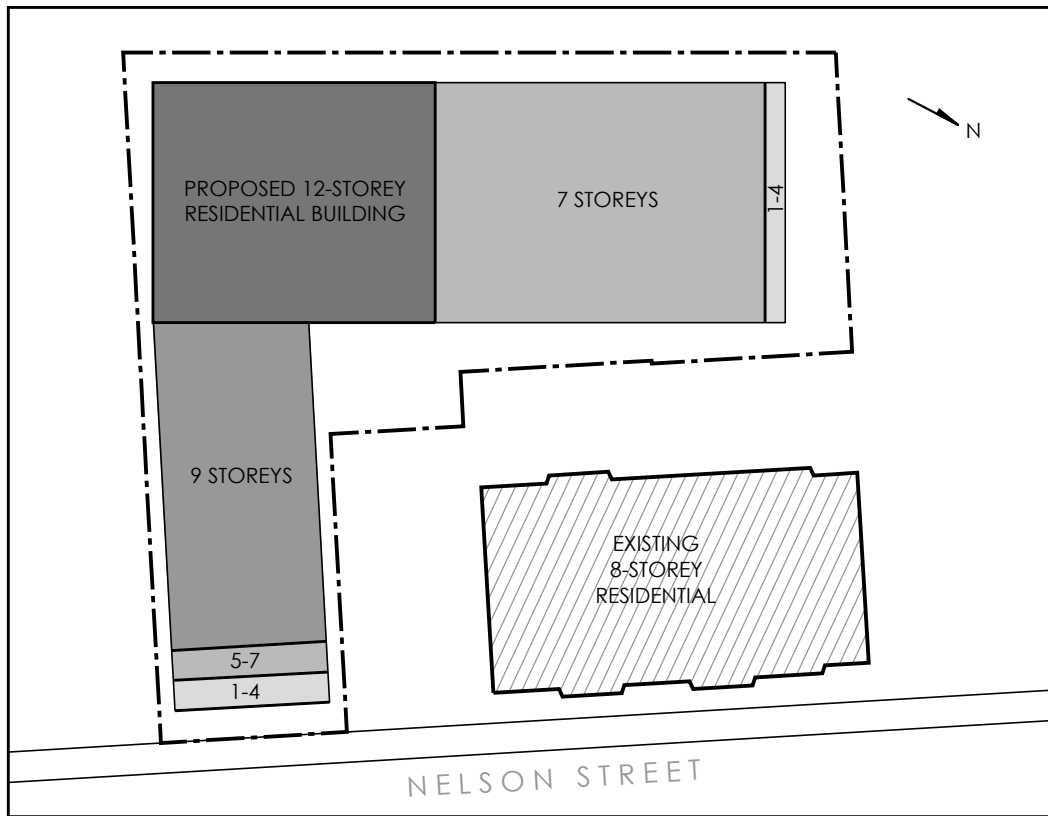 N
PROPOSED 12-STOREY
RESIDENTIAL BUILDING
7 STOREYS
1-4
9 STOREYS
EXISTING
8-STOREY
RESIDENTIAL
5-7
1-4
NELSON STREET